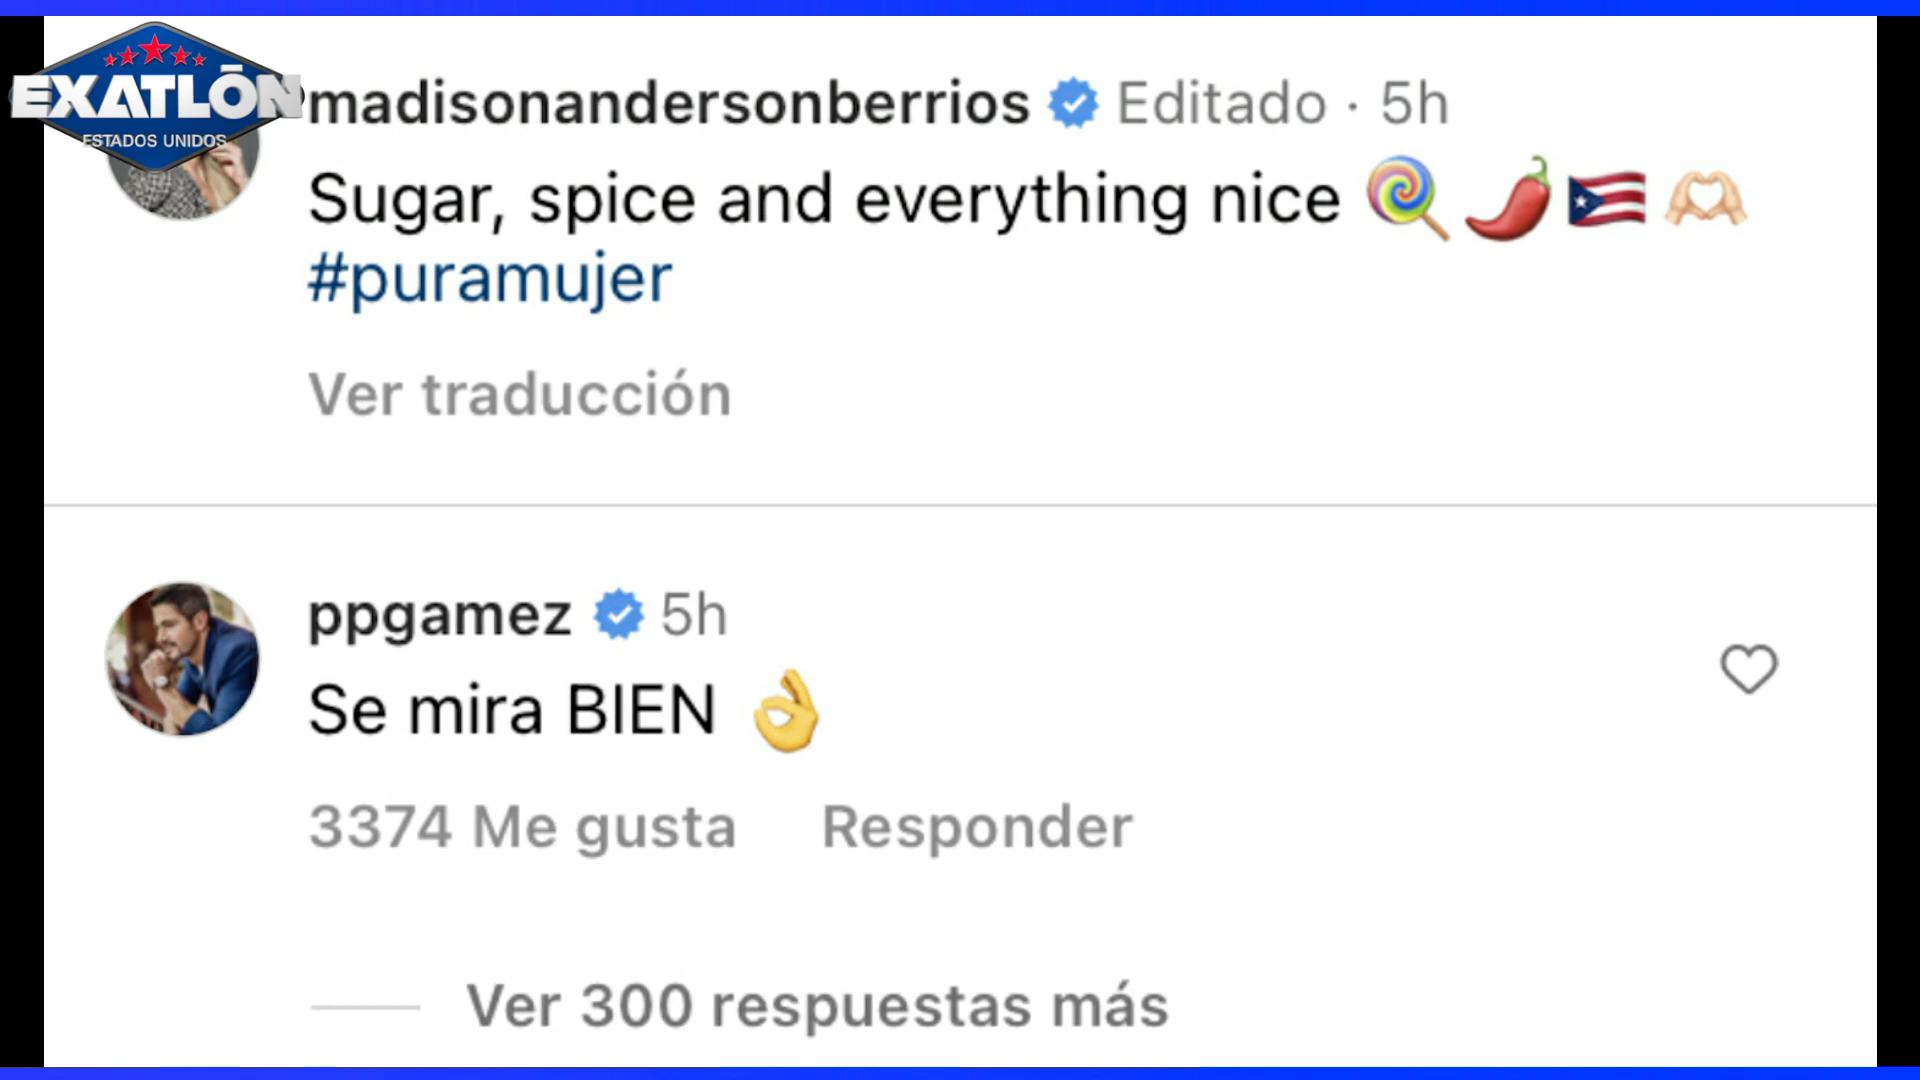 EXATLÓN
ESTADOS UNIDOS
madisonandersonberrios Editado · 5h
Sugar, spice and everything nice 🍭🌶️🇵🇷🫶🏻
#puramujer
Ver traducción
ppgamez 5h
Se mira BIEN 👌
3374 Me gusta Responder
Ver 300 respuestas más